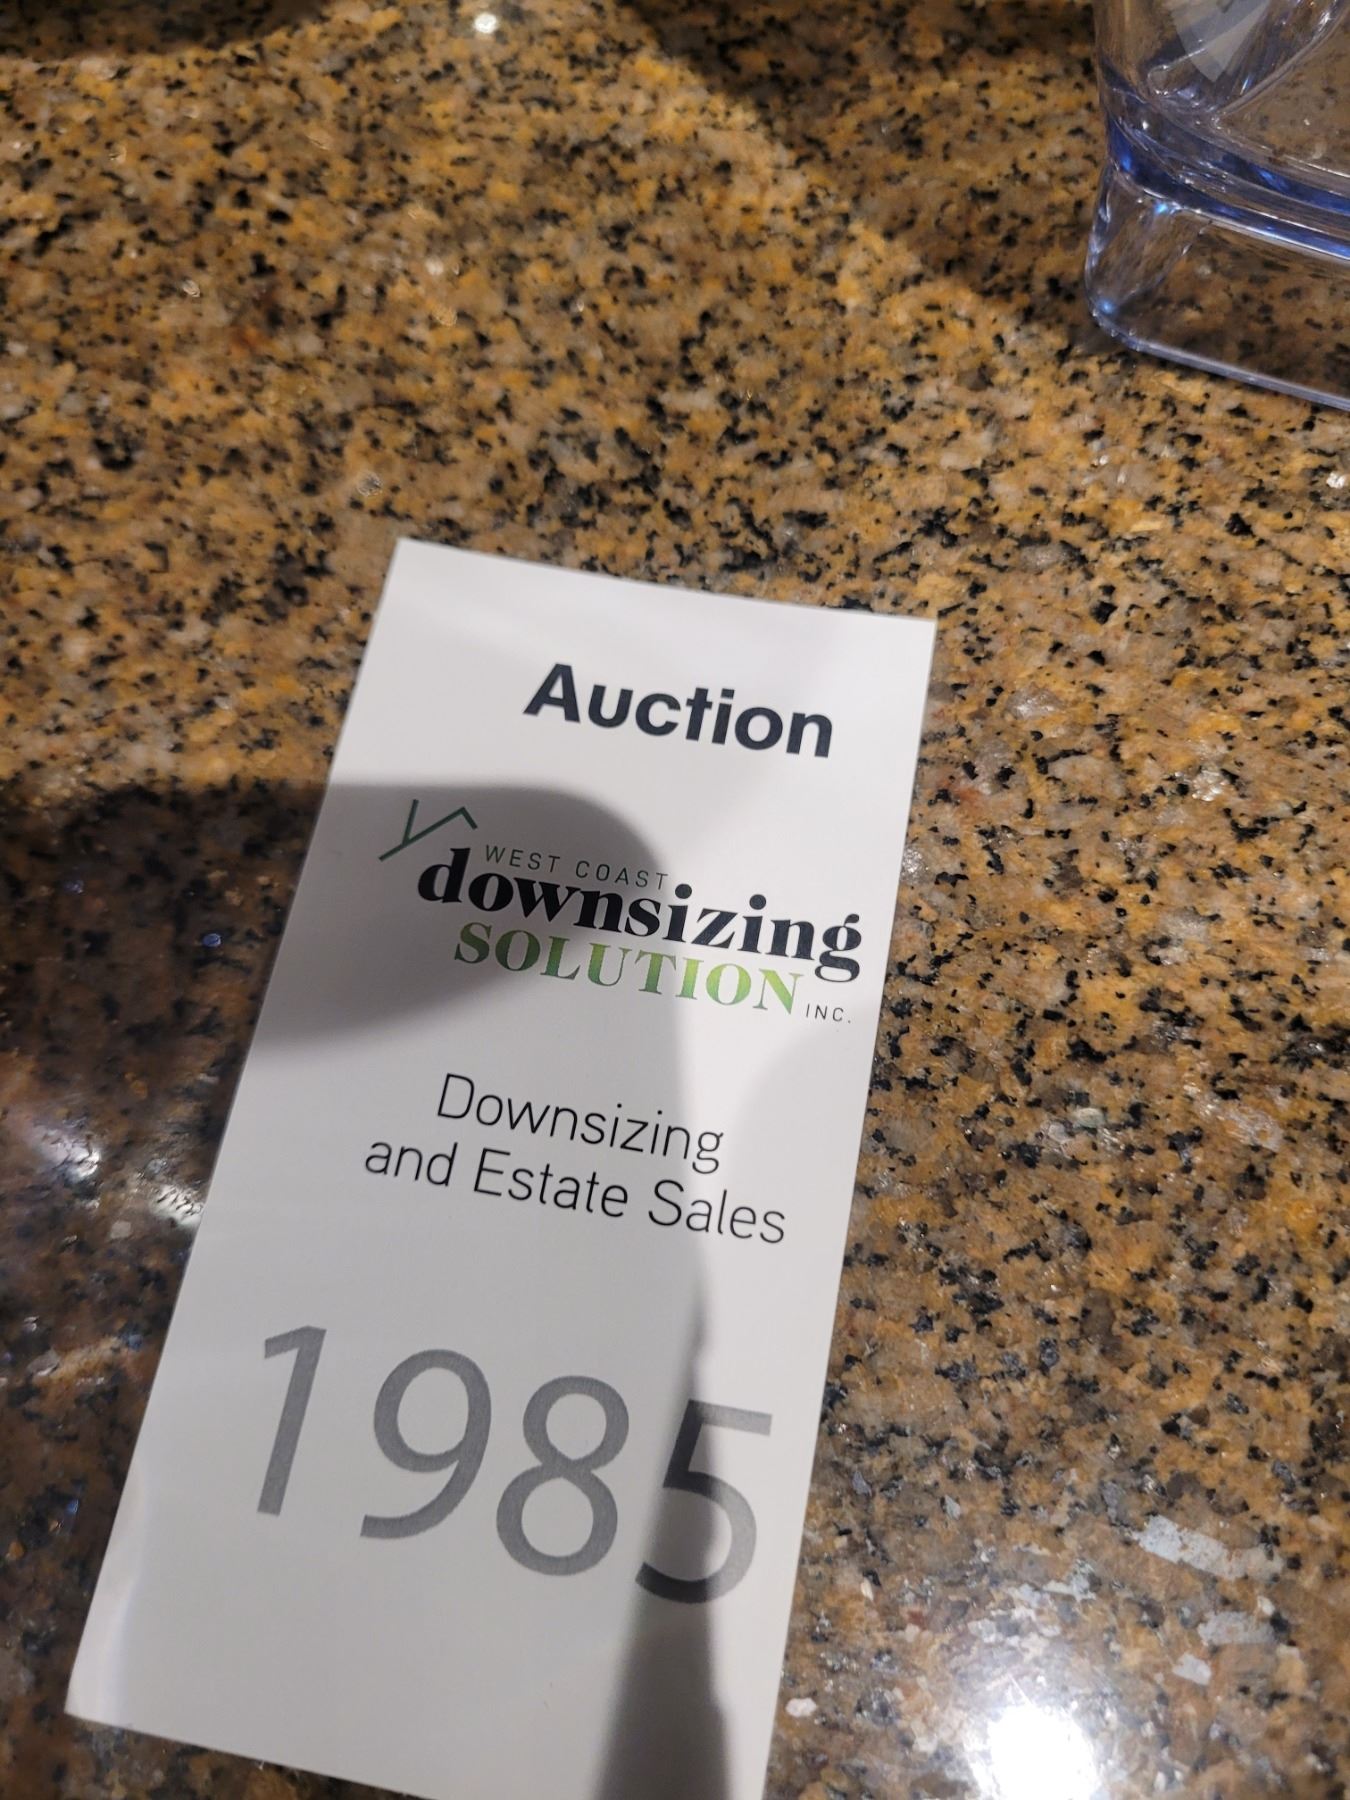 Auction
WEST COAST
downsizing
SOLUTION
INC.
Downsizing
and Estate Sales
1985